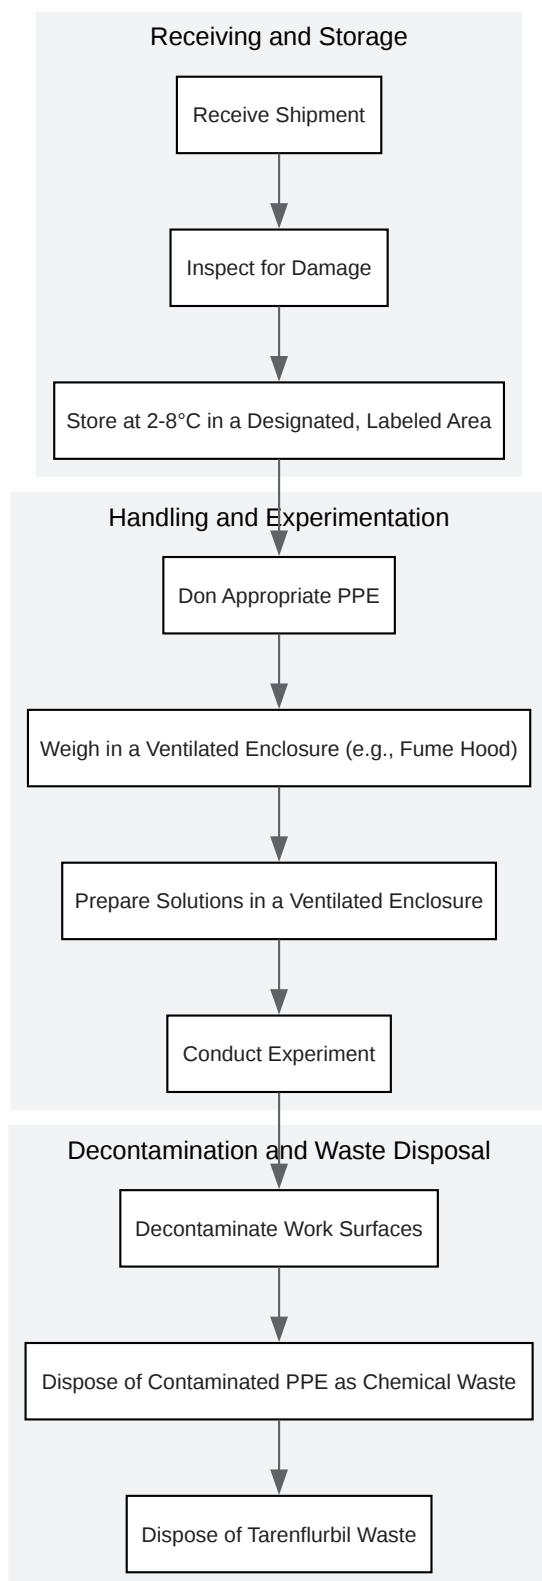 Receiving and Storage
Receive Shipment
Inspect for Damage
Store at 2-8°C in a Designated, Labeled Area
Handling and Experimentation
Don Appropriate PPE
Weigh in a Ventilated Enclosure (e.g., Fume Hood)
Prepare Solutions in a Ventilated Enclosure
Conduct Experiment
Decontamination and Waste Disposal
Decontaminate Work Surfaces
Dispose of Contaminated PPE as Chemical Waste
Dispose of Tarenflurbil Waste